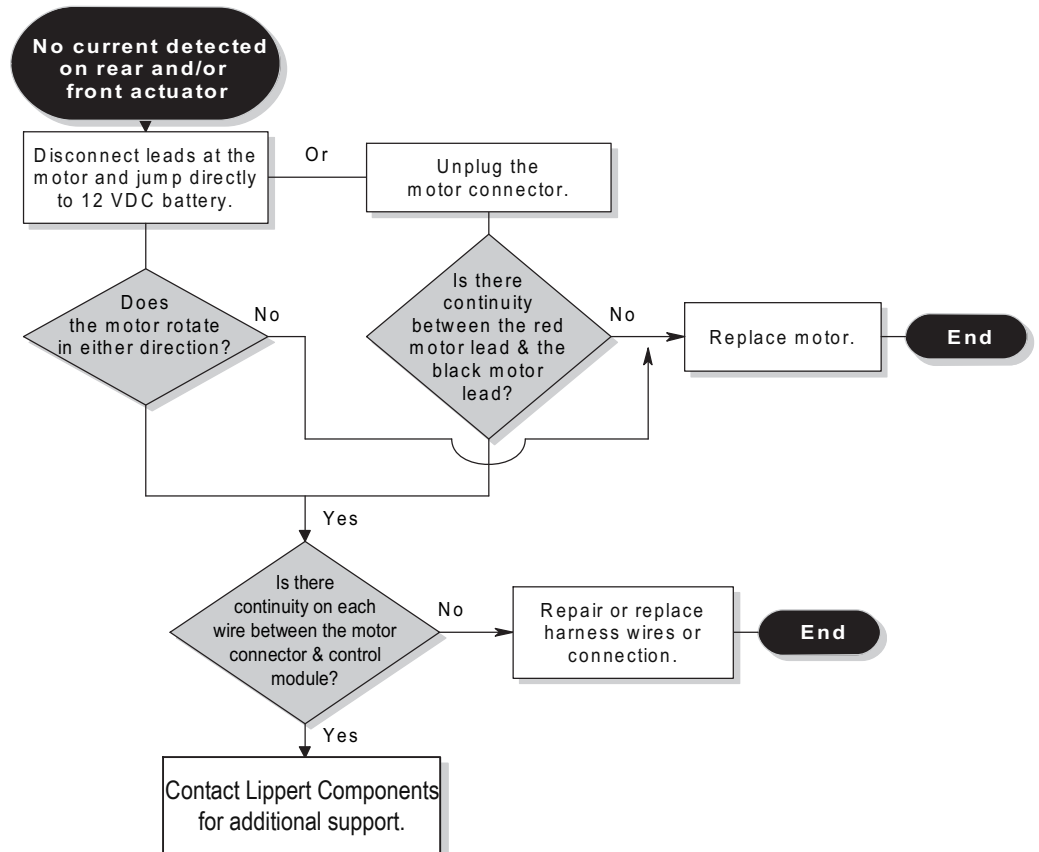 No current detected
on rear and/or
front actuator
Disconnect leads at the
motor and jump directly
to 12 VDC battery.
Or
Unplug the
motor connector.
Does
the motor rotate
in either direction?
No
Is there
continuity
between the red
motor lead & the
black motor
lead?
No
Replace motor.
End
Yes
Is there
continuity on each
wire between the motor
connector & control
module?
No
Repair or replace
harness wires or
connection.
End
Yes
Contact Lippert Components
for additional support.